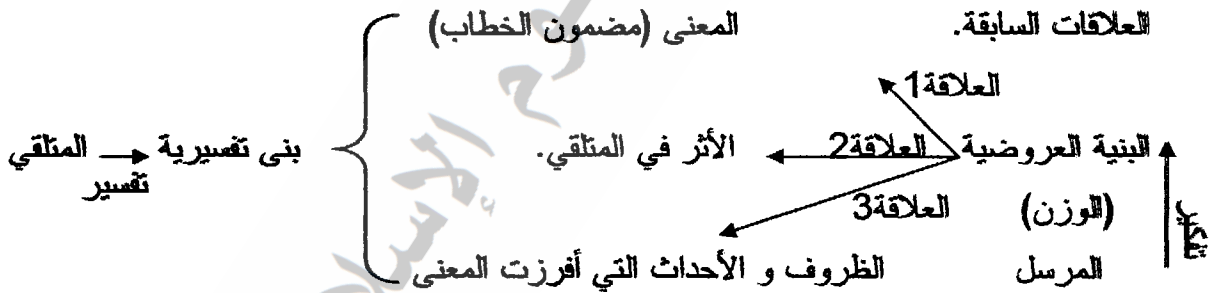 العلاقات السابقة. المعنى (مضمون الخطاب)
العلاقة1
البنية العروضية العلاقة2 الأثر في المتلقي. بنى تفسيرية المتلقي
تفسير
(الوزن) العلاقة3
تفكير
المرسل الظروف و الأحداث التي أفرزت المعنى